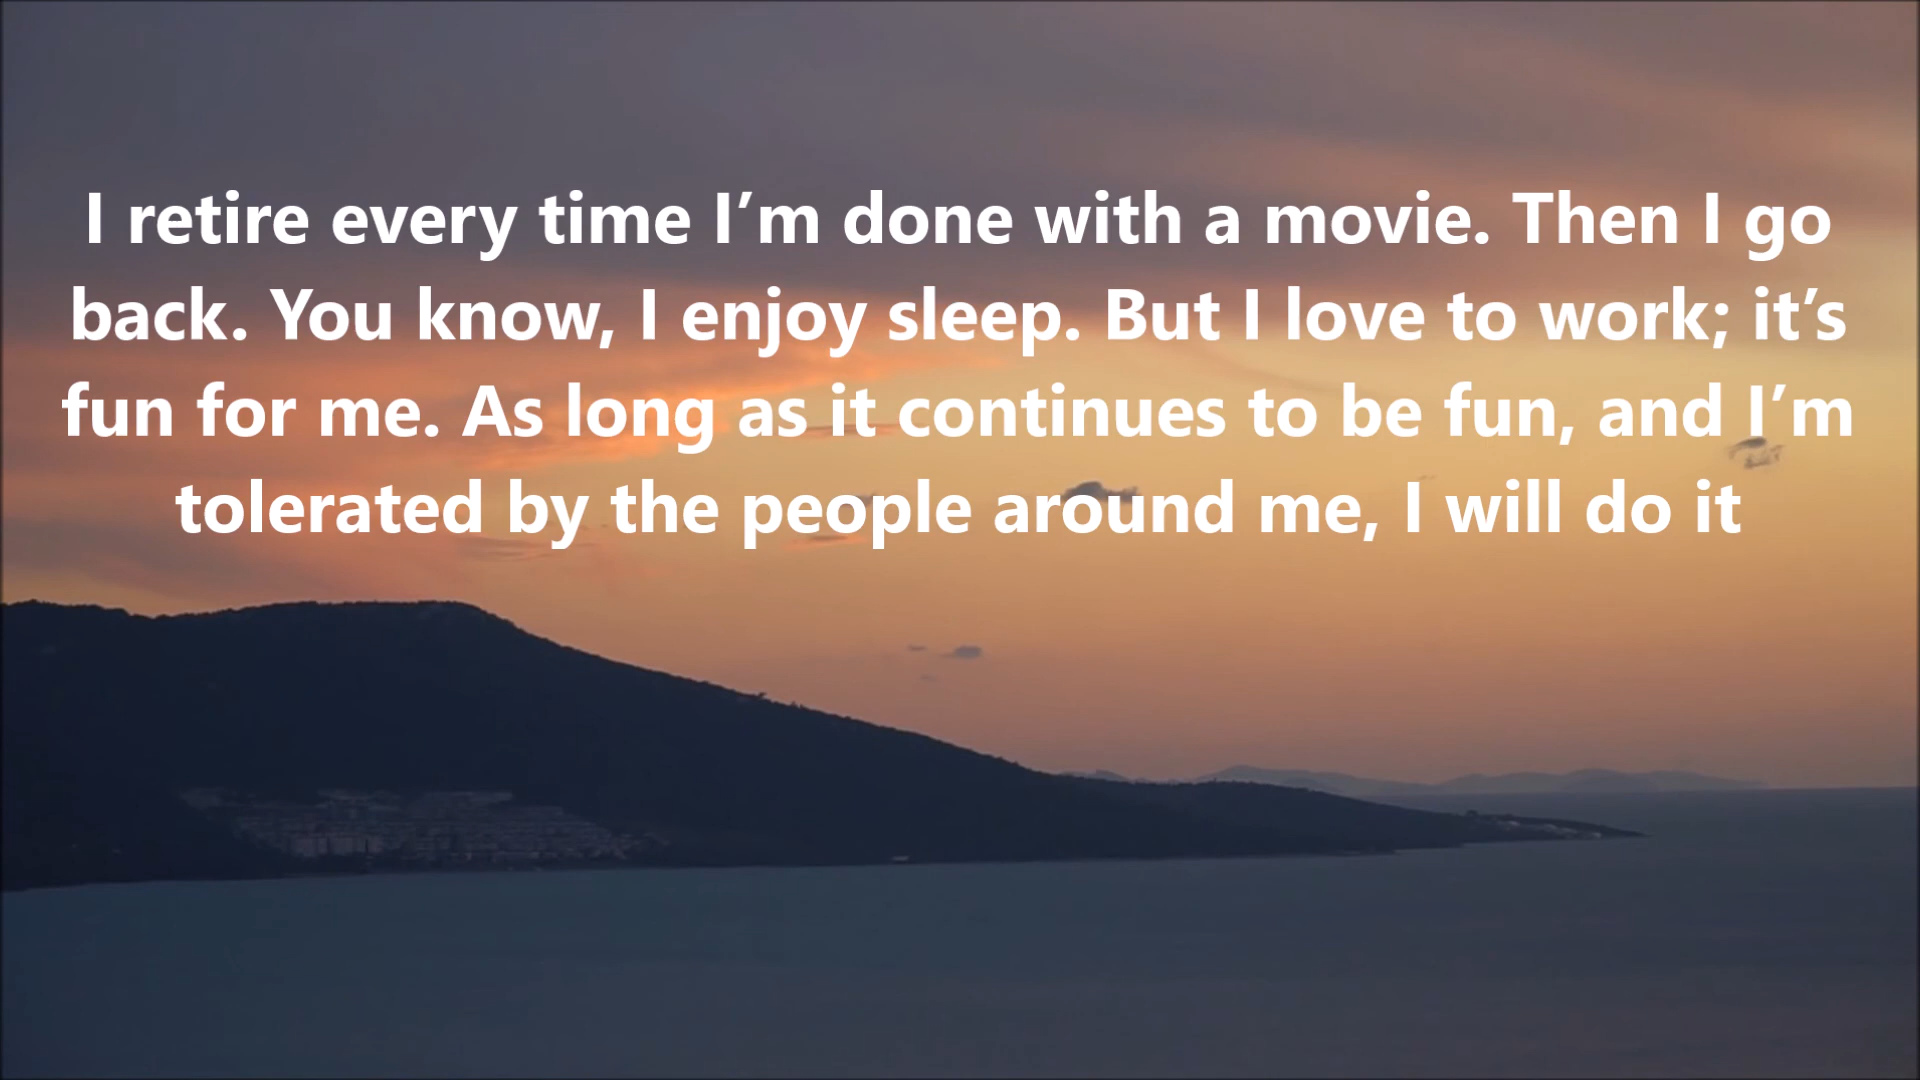 I retire every time I’m done with a movie. Then I go
back. You know, I enjoy sleep. But I love to work; it’s
fun for me. As long as it continues to be fun, and I’m
tolerated by the people around me, I will do it